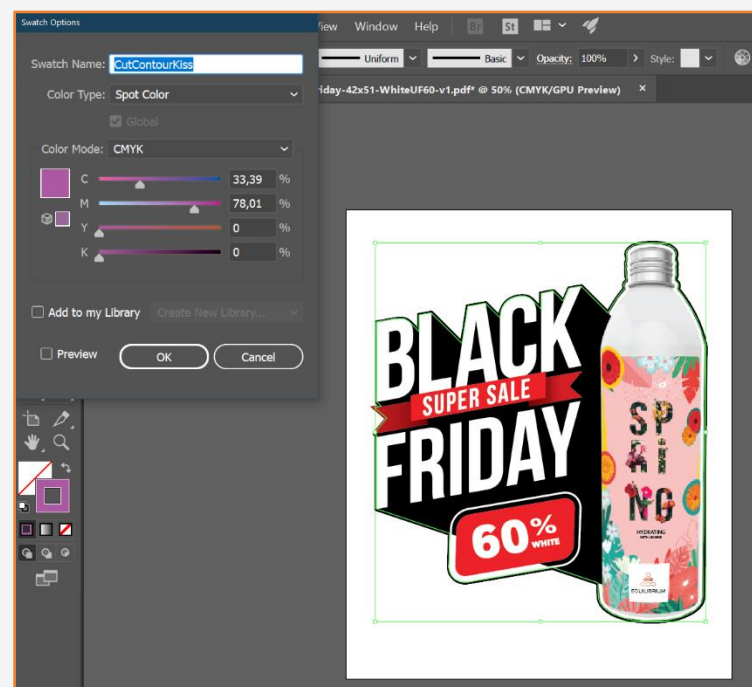 Swatch Options
View Window Help Br St
Uniform Basic Opacity: 100% Style:
riday-42x51-WhiteUF60-v1.pdf* @ 50% (CMYK/GPU Preview) ×
Swatch Name: CutContourKiss
Color Type: Spot Color
Global
Color Mode: CMYK
C 33,39 %
M 78,01 %
Y 0 %
K 0 %
Add to my Library Create New Library...
Preview OK Cancel
BLACK
SUPER SALE
FRIDAY
60%
WHITE
SP
Ri
NG
HYDRATING
EQUILIBRIUM